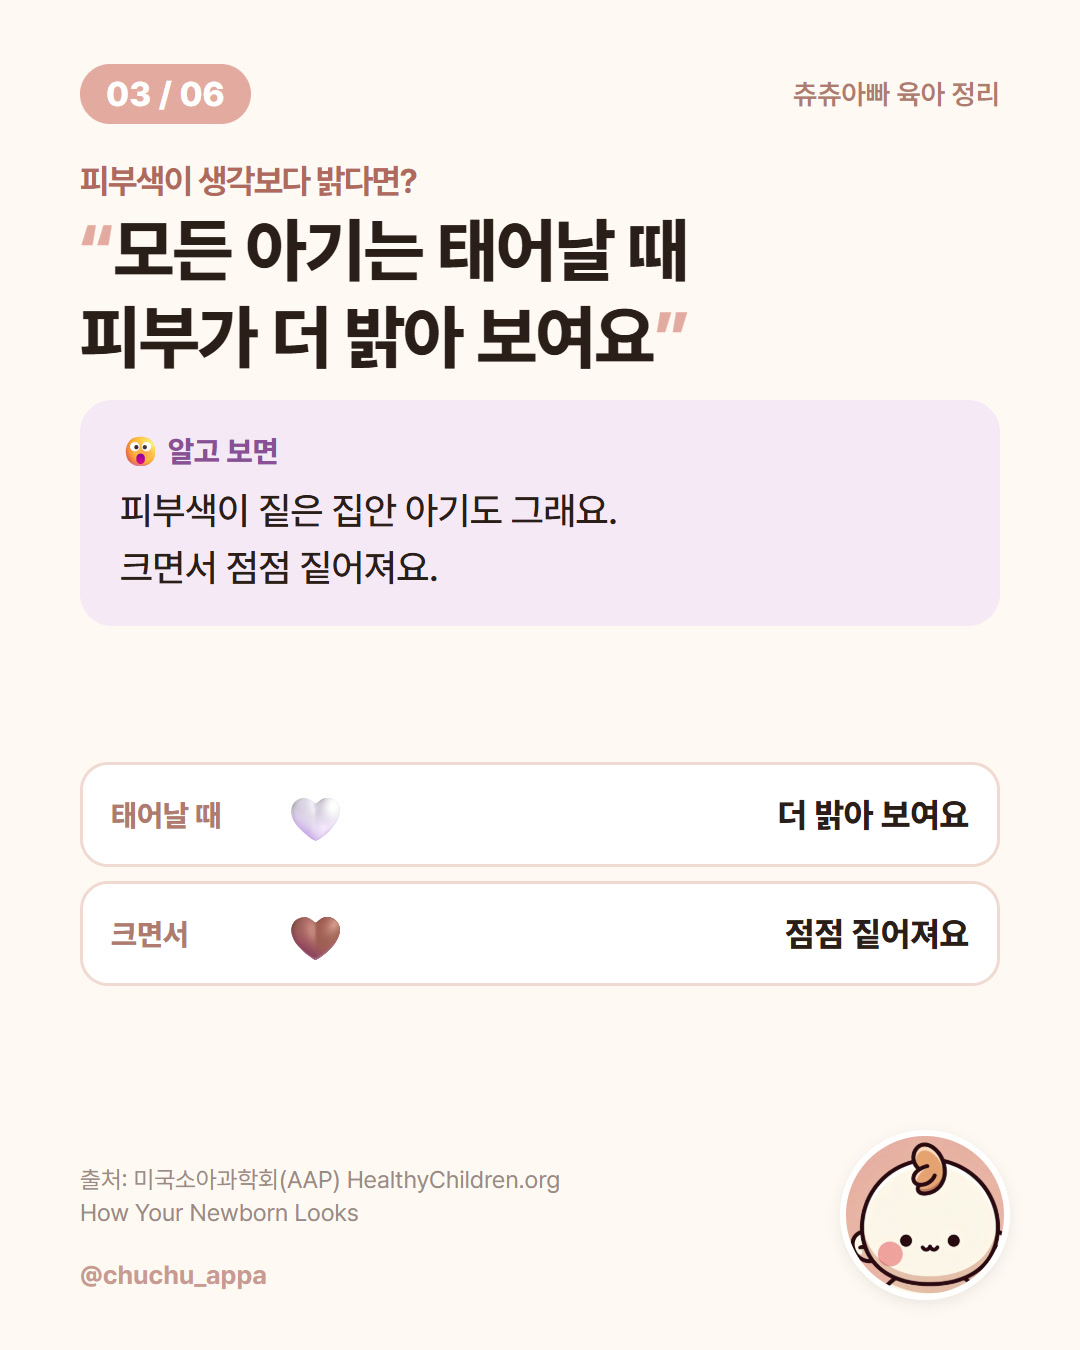 03 / 06
츄츄아빠 육아 정리
피부색이 생각보다 밝다면?
“모든 아기는 태어날 때
피부가 더 밝아 보여요”
알고 보면
피부색이 짙은 집안 아기도 그래요.
크면서 점점 짙어져요.
태어날 때 더 밝아 보여요
크면서 점점 짙어져요
출처: 미국소아과학회(AAP) HealthyChildren.org
How Your Newborn Looks
@chuchu_appa